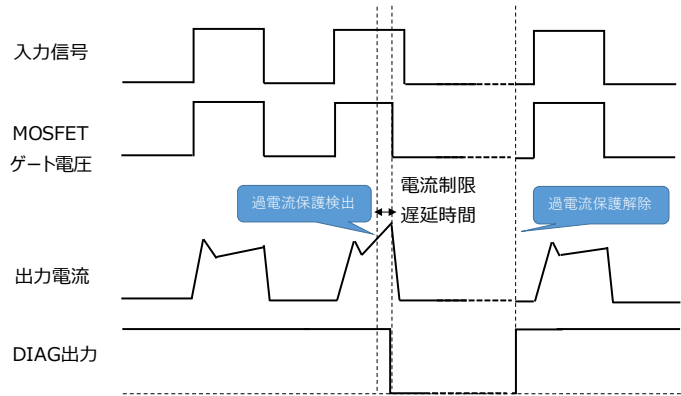 入力信号
MOSFET
ゲート電圧
過電流保護検出
電流制限
遅延時間
過電流保護解除
出力電流
DIAG出力